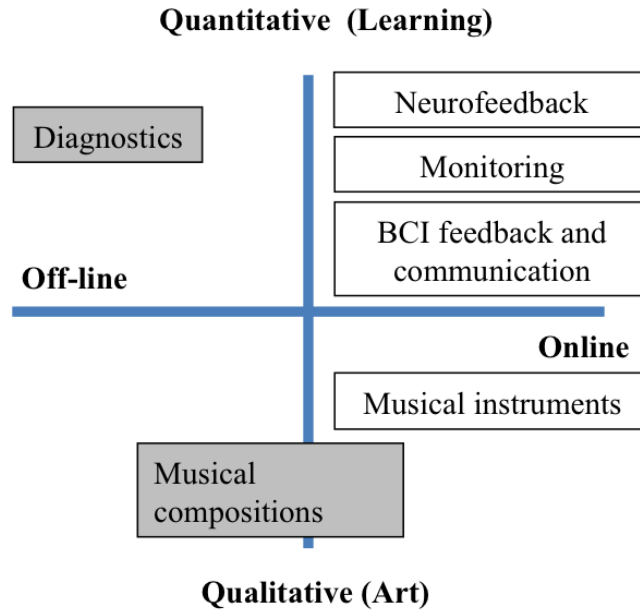 Quantitative (Learning)
Neurofeedback
Diagnostics
Monitoring
BCI feedback and
communication
Off-line
Online
Musical instruments
Musical
compositions
Qualitative (Art)